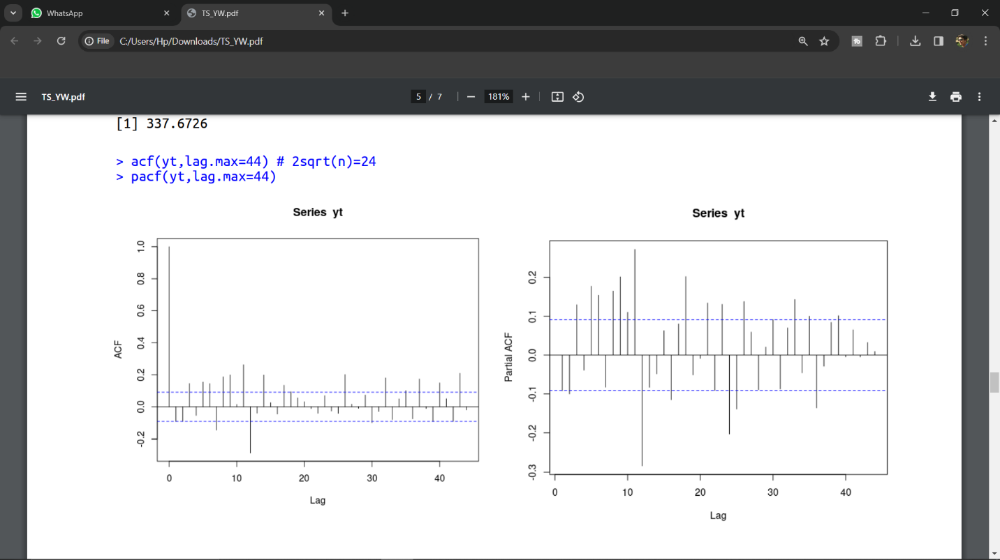 WhatsApp
TS_YW.pdf
File
C:/Users/Hp/Downloads/TS_YW.pdf
TS_YW.pdf
5 / 7
181%
[1] 337.6726
> acf(yt,lag.max=44) # 2sqrt(n)=24
> pacf(yt,lag.max=44)
Series yt
ACF
1.0
0.8
0.6
0.4
0.2
0.0
-0.2
0 10 20 30 40
Lag
Series yt
Partial ACF
0.2
0.1
0.0
-0.1
-0.2
-0.3
0 10 20 30 40
Lag